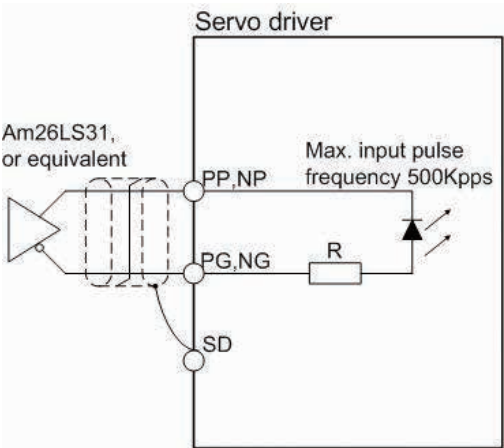 Servo driver
Am26LS31,
or equivalent
Max. input pulse
frequency 500Kpps
PP,NP
PG,NG
R
SD